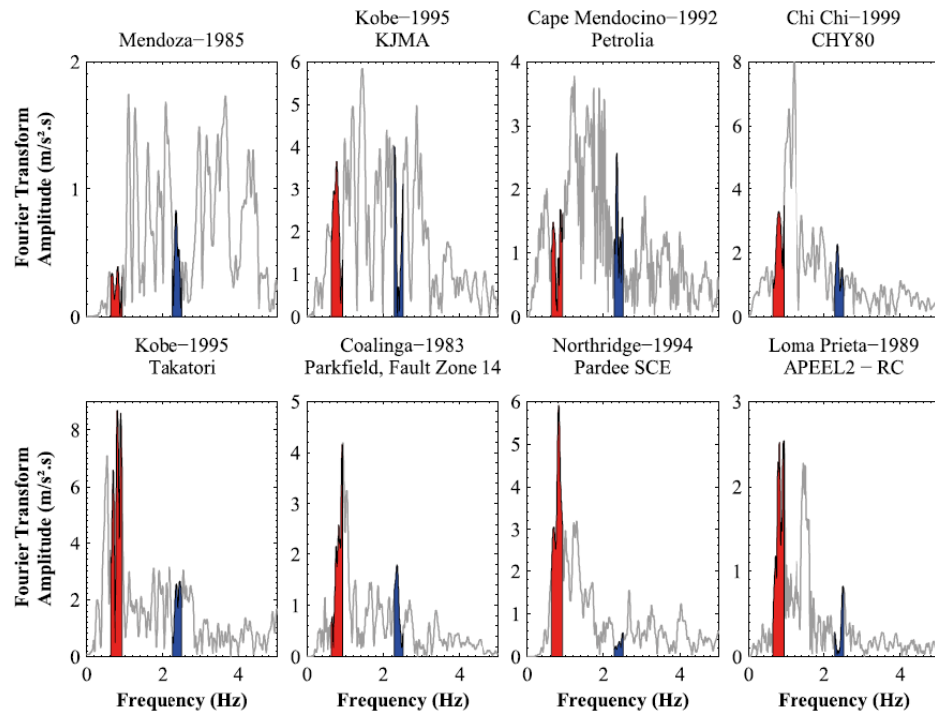 Mendoza−1985
Kobe−1995
KJMA
Cape Mendocino−1992
Petrolia
Chi Chi−1999
CHY80
Fourier Transform
Amplitude (m/s².s)
2
1
0
6
5
4
3
2
1
0
4
3
2
1
0
8
6
4
2
0
Kobe−1995
Takatori
Coalinga−1983
Parkfield, Fault Zone 14
Northridge−1994
Pardee SCE
Loma Prieta−1989
APEEL2 − RC
Fourier Transform
Amplitude (m/s².s)
8
6
4
2
0
5
4
3
2
1
0
6
5
4
3
2
1
0
3
2
1
0
0 2 4
0 2 4
0 2 4
0 2 4
Frequency (Hz)
Frequency (Hz)
Frequency (Hz)
Frequency (Hz)